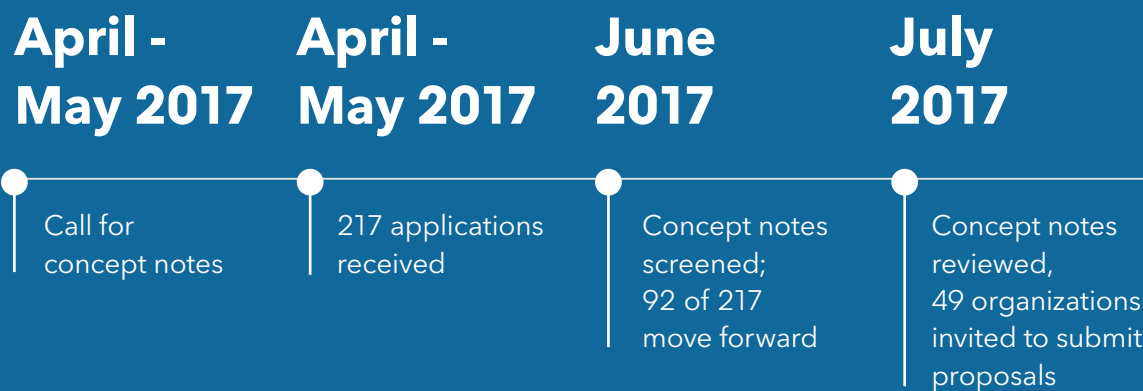 April -
May 2017
Call for
concept notes
April -
May 2017
217 applications
received
June
2017
Concept notes
screened;
92 of 217
move forward
July
2017
Concept notes
reviewed,
49 organizations
invited to submit
proposals